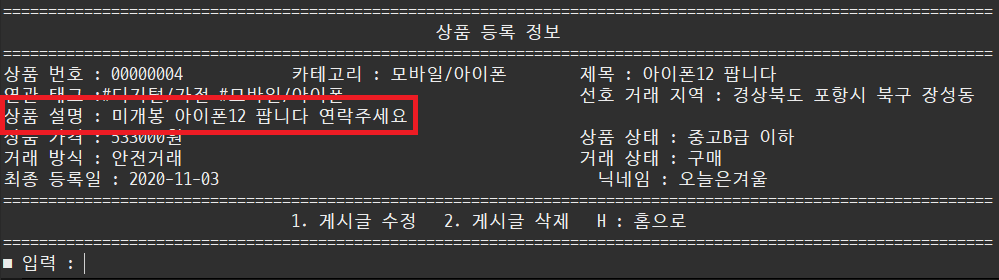 ================================================================================
상품 등록 정보
================================================================================
상품 번호 : 00000004 카테고리 : 모바일/아이폰 제목 : 아이폰12 팝니다
연관 태그 :#디지털/가전 #모바일/아이폰 선호 거래 지역 : 경상북도 포항시 북구 장성동
상품 설명 : 미개봉 아이폰12 팝니다 연락주세요
상품 가격 : 533000원 상품 상태 : 중고B급 이하
거래 방식 : 안전거래 거래 상태 : 구매
최종 등록일 : 2020-11-03 닉네임 : 오늘은겨울
================================================================================
1. 게시글 수정 2. 게시글 삭제 H : 홈으로
================================================================================
■ 입력 :